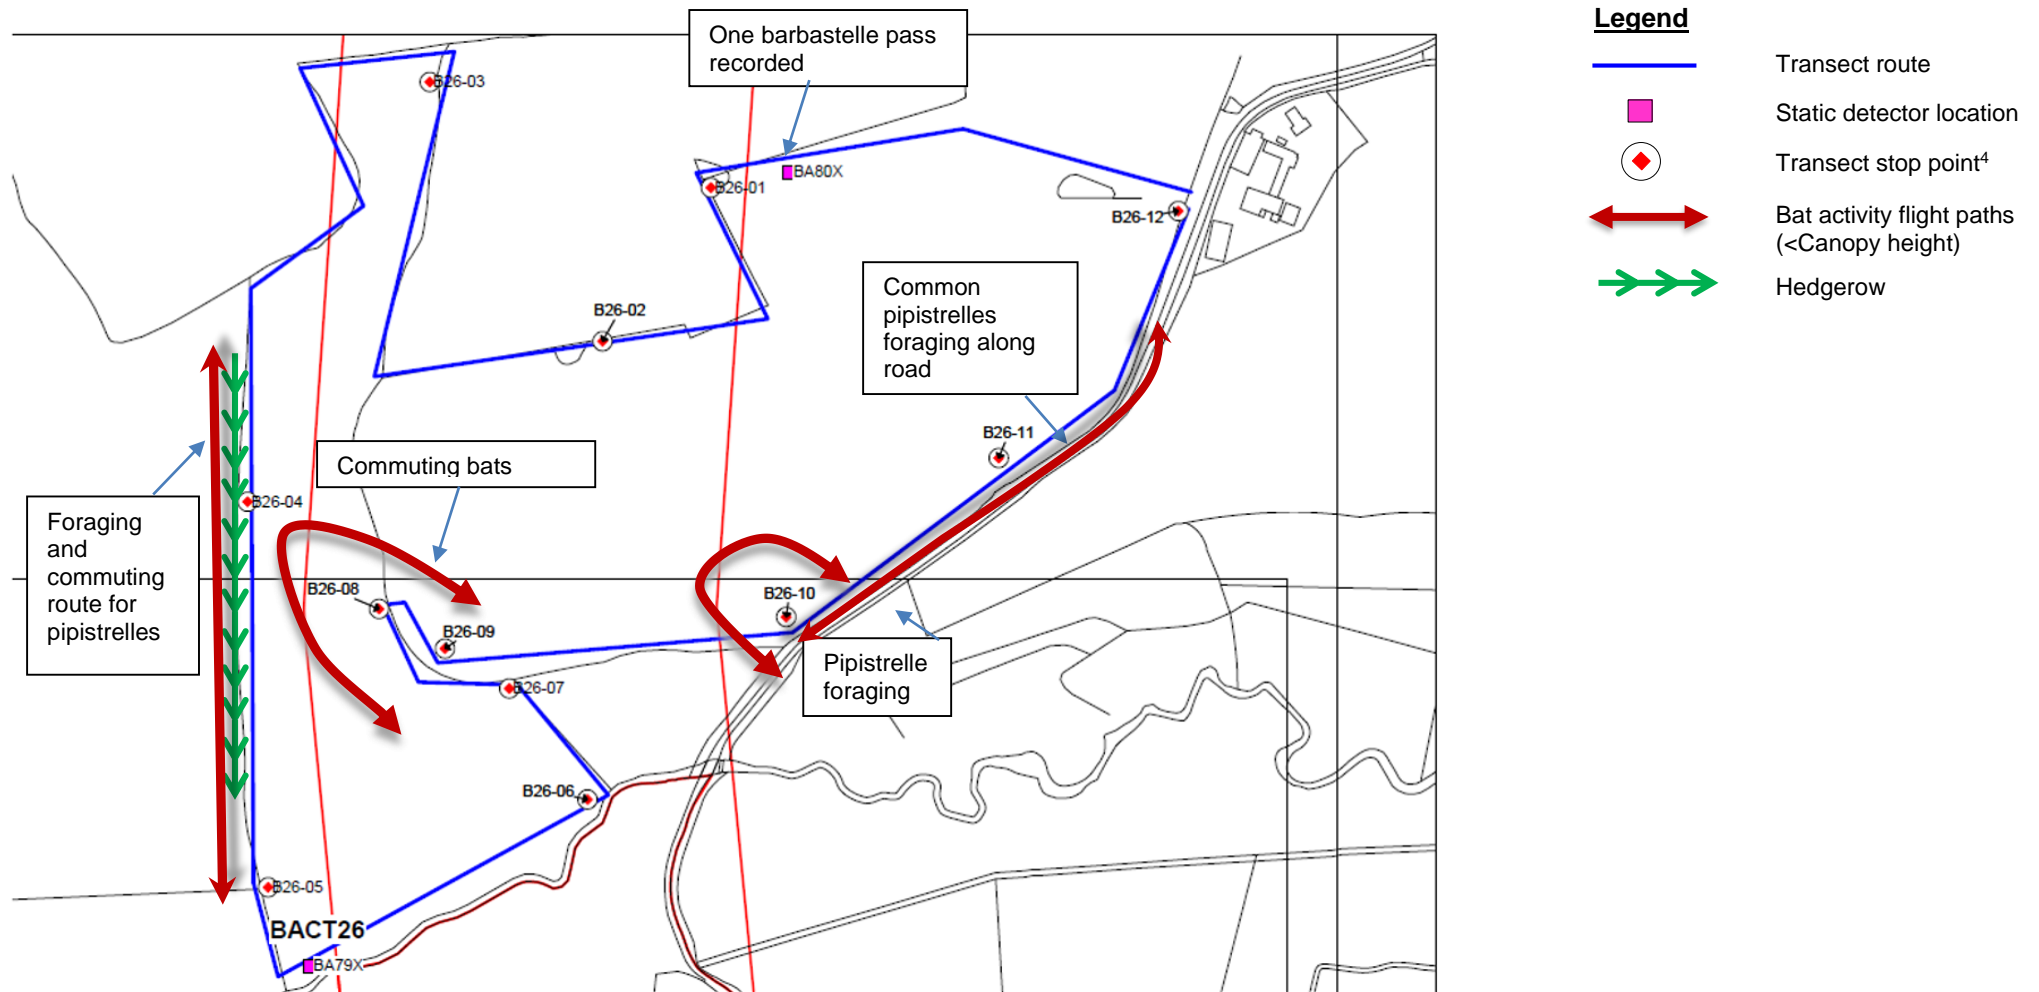 One barbastelle pass
recorded
B26-03
BA80X
B26-01
B26-12
B26-02
Common
pipistrelles
foraging along
road
B26-11
Commuting bats
B26-04
Foraging
and
commuting
route for
pipistrelles
B26-08
B26-10
B26-09
Pipistrelle
foraging
B26-07
B26-06
B26-05
BACT26
BA79X
Legend
Transect route
Static detector location
Transect stop point⁴
Bat activity flight paths
(<Canopy height)
Hedgerow